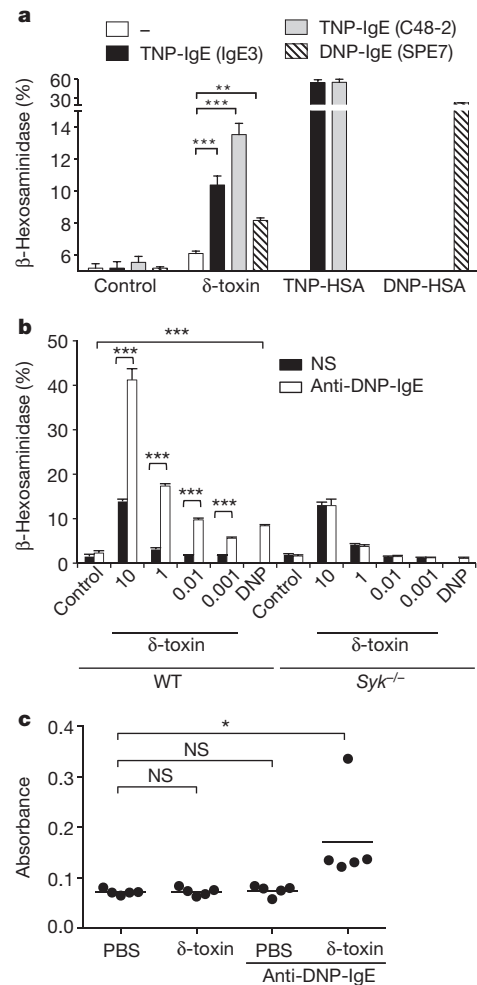 a
–
TNP-IgE (IgE3)
TNP-IgE (C48-2)
DNP-IgE (SPE7)
β-Hexosaminidase (%)
60
30
14
12
10
8
6
***
***
**
Control
δ-toxin
TNP-HSA
DNP-HSA
b
β-Hexosaminidase (%)
50
40
30
20
10
0
***
***
***
***
***
NS
Anti-DNP-IgE
Control
10
1
0.01
0.001
DNP
Control
10
1
0.01
0.001
DNP
δ-toxin
δ-toxin
WT
Syk–/–
c
Absorbance
0.4
0.3
0.2
0.1
0.0
*
NS
NS
PBS
δ-toxin
PBS
δ-toxin
Anti-DNP-IgE